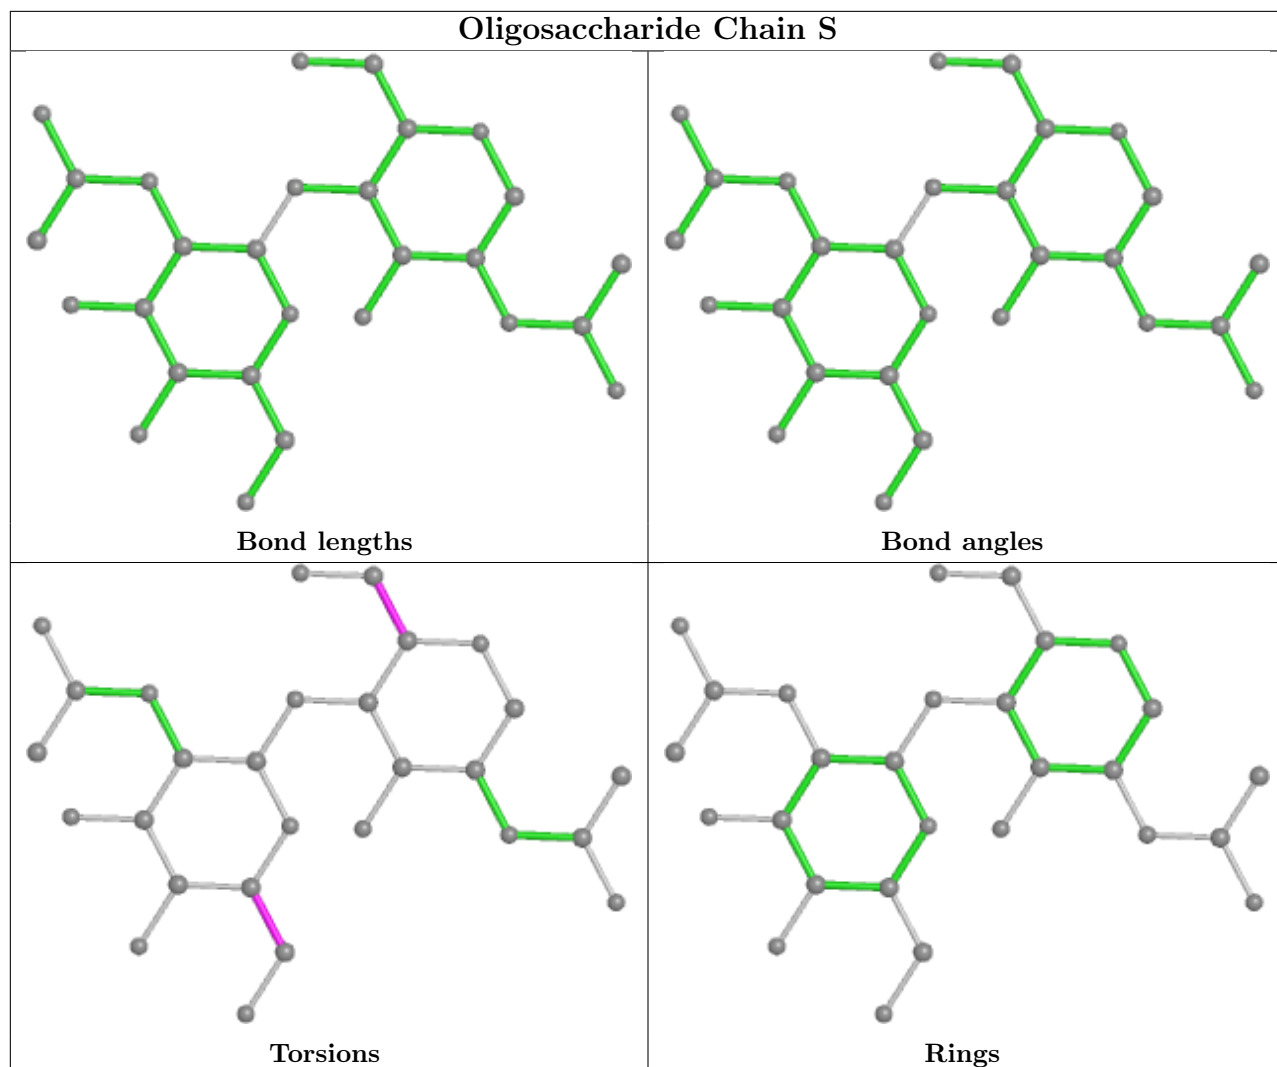 Oligosaccharide Chain S
Bond lengths
Bond angles
Torsions
Rings